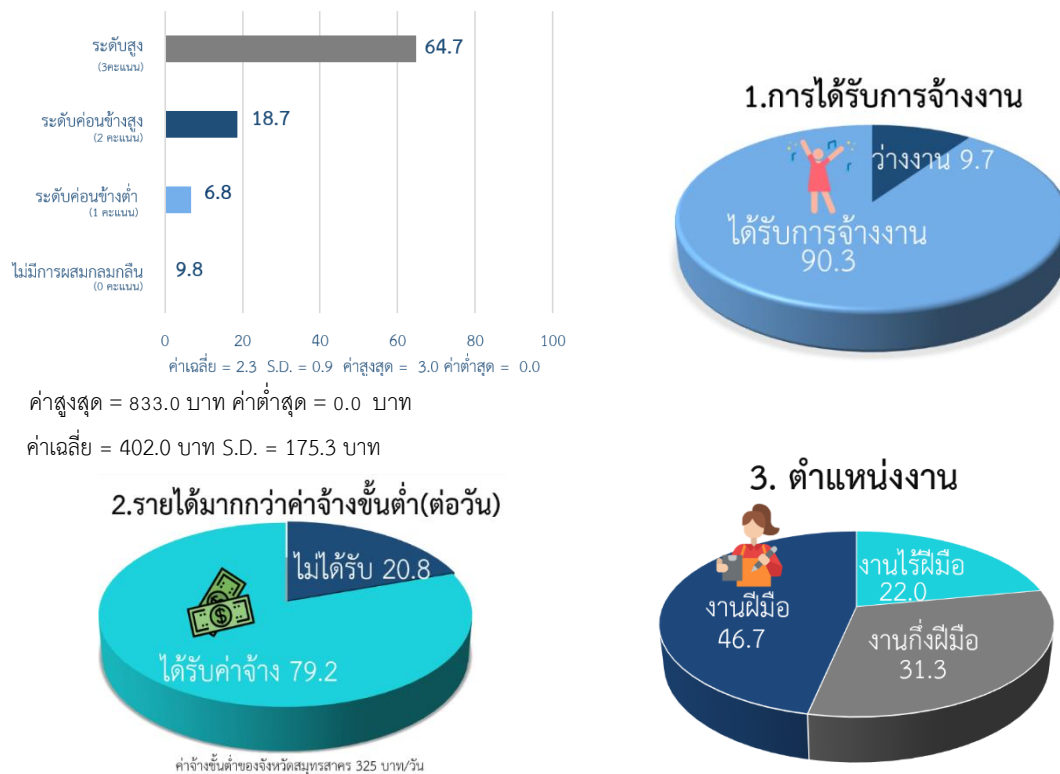 ระดับสูง
(3คะแนน)
64.7
ระดับค่อนข้างสูง
(2 คะแนน)
18.7
ระดับค่อนข้างต่ำ
(1 คะแนน)
6.8
ไม่มีการผสมกลมกลืน
(0 คะแนน)
9.8
0 20 40 60 80 100
ค่าเฉลี่ย = 2.3 S.D. = 0.9 ค่าสูงสุด = 3.0 ค่าต่ำสุด = 0.0
1.การได้รับการจ้างงาน
ว่างงาน 9.7
ได้รับการจ้างงาน
90.3
ค่าสูงสุด = 833.0 บาท ค่าต่ำสุด = 0.0 บาท
ค่าเฉลี่ย = 402.0 บาท S.D. = 175.3 บาท
2.รายได้มากกว่าค่าจ้างขั้นต่ำ(ต่อวัน)
ไม่ได้รับ 20.8
ได้รับค่าจ้าง 79.2
ค่าจ้างขั้นต่ำของจังหวัดสมุทรสาคร 325 บาท/วัน
3. ตำแหน่งงาน
งานไร้ฝีมือ
22.0
งานฝีมือ
46.7
งานกึ่งฝีมือ
31.3